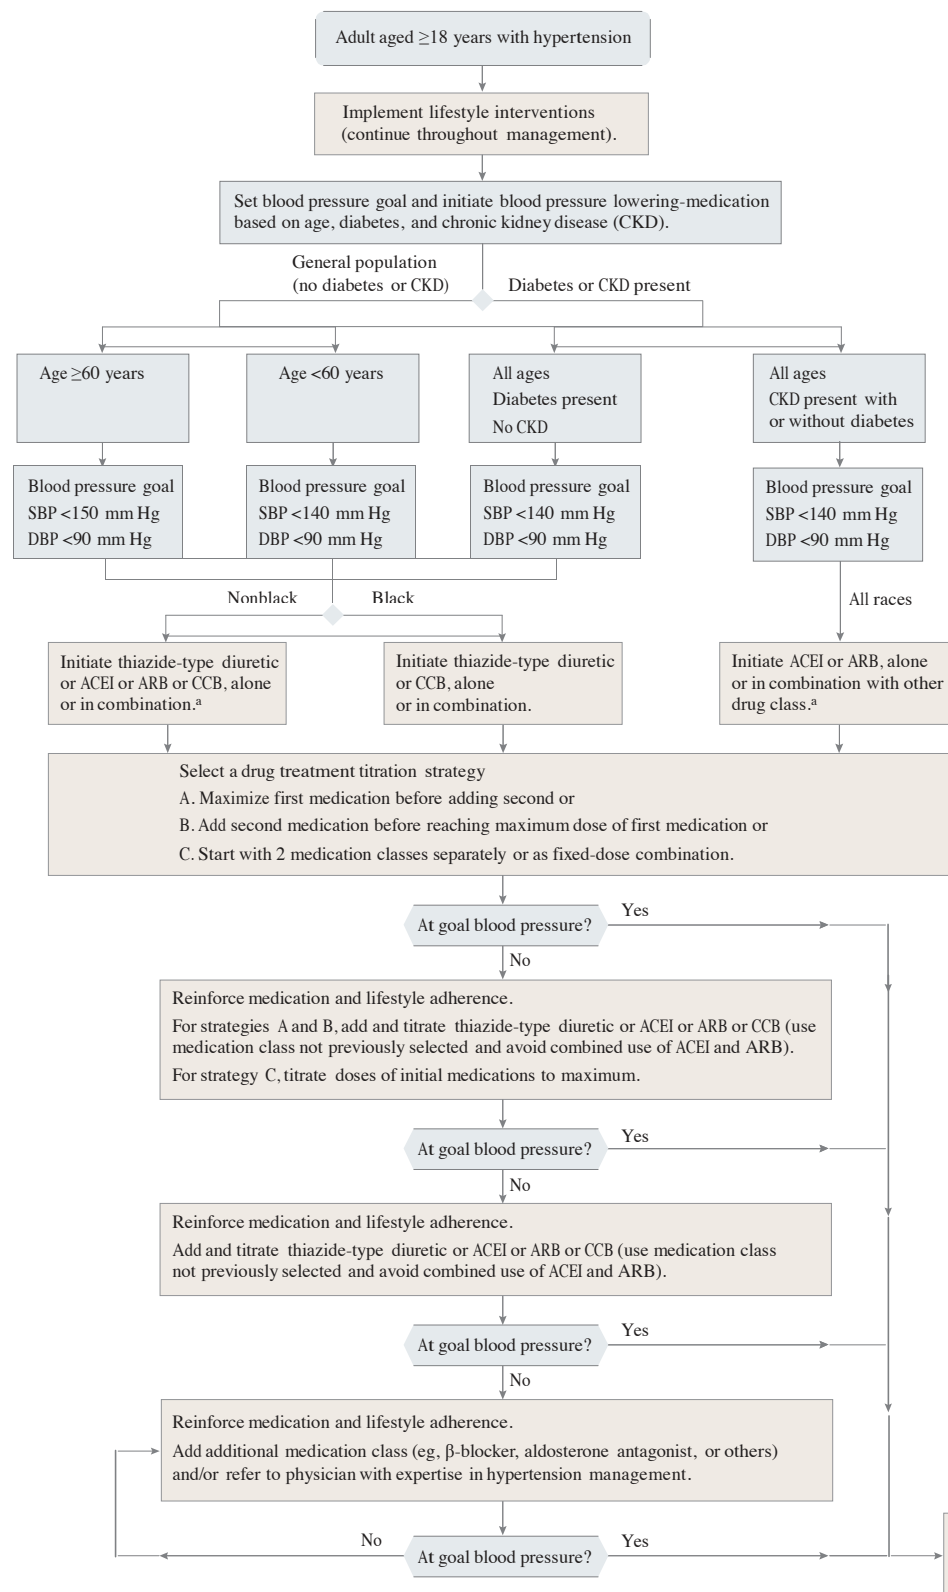 Adult aged ≥18 years with hypertension
Implement lifestyle interventions
(continue throughout management).
Set blood pressure goal and initiate blood pressure lowering-medication
based on age, diabetes, and chronic kidney disease (CKD).
General population
(no diabetes or CKD)
Diabetes or CKD present
Age ≥60 years
Age <60 years
All ages
Diabetes present
No CKD
All ages
CKD present with
or without diabetes
Blood pressure goal
SBP <150 mm Hg
DBP <90 mm Hg
Blood pressure goal
SBP <140 mm Hg
DBP <90 mm Hg
Blood pressure goal
SBP <140 mm Hg
DBP <90 mm Hg
Blood pressure goal
SBP <140 mm Hg
DBP <90 mm Hg
Nonblack
Black
All races
Initiate thiazide-type diuretic
or ACEI or ARB or CCB, alone
or in combination.ª
Initiate thiazide-type diuretic
or CCB, alone
or in combination.
Initiate ACEI or ARB, alone
or in combination with other
drug class.ª
Select a drug treatment titration strategy
A. Maximize first medication before adding second or
B. Add second medication before reaching maximum dose of first medication or
C. Start with 2 medication classes separately or as fixed-dose combination.
At goal blood pressure?
Yes
No
Reinforce medication and lifestyle adherence.
For strategies A and B, add and titrate thiazide-type diuretic or ACEI or ARB or CCB (use
medication class not previously selected and avoid combined use of ACEI and ARB).
For strategy C, titrate doses of initial medications to maximum.
At goal blood pressure?
Yes
No
Reinforce medication and lifestyle adherence.
Add and titrate thiazide-type diuretic or ACEI or ARB or CCB (use medication class
not previously selected and avoid combined use of ACEI and ARB).
At goal blood pressure?
Yes
No
Reinforce medication and lifestyle adherence.
Add additional medication class (eg, β-blocker, aldosterone antagonist, or others)
and/or refer to physician with expertise in hypertension management.
No
At goal blood pressure?
Yes